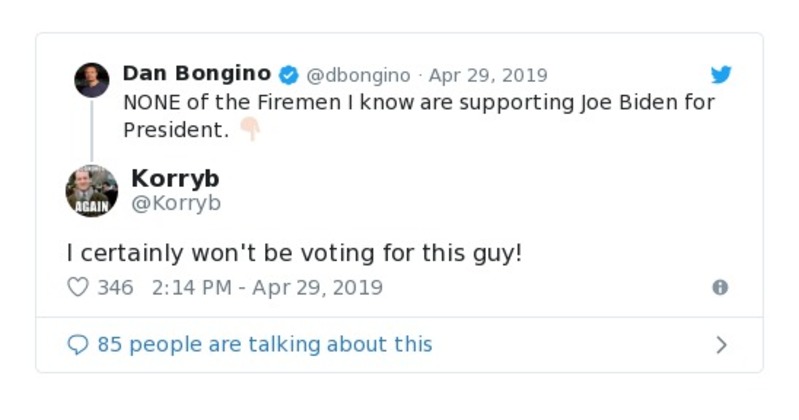 Dan Bongino @dbongino · Apr 29, 2019
NONE of the Firemen I know are supporting Joe Biden for
President. 👇🏻
Korryb
@Korryb
AGAIN
I certainly won't be voting for this guy!
346 2:14 PM - Apr 29, 2019
85 people are talking about this